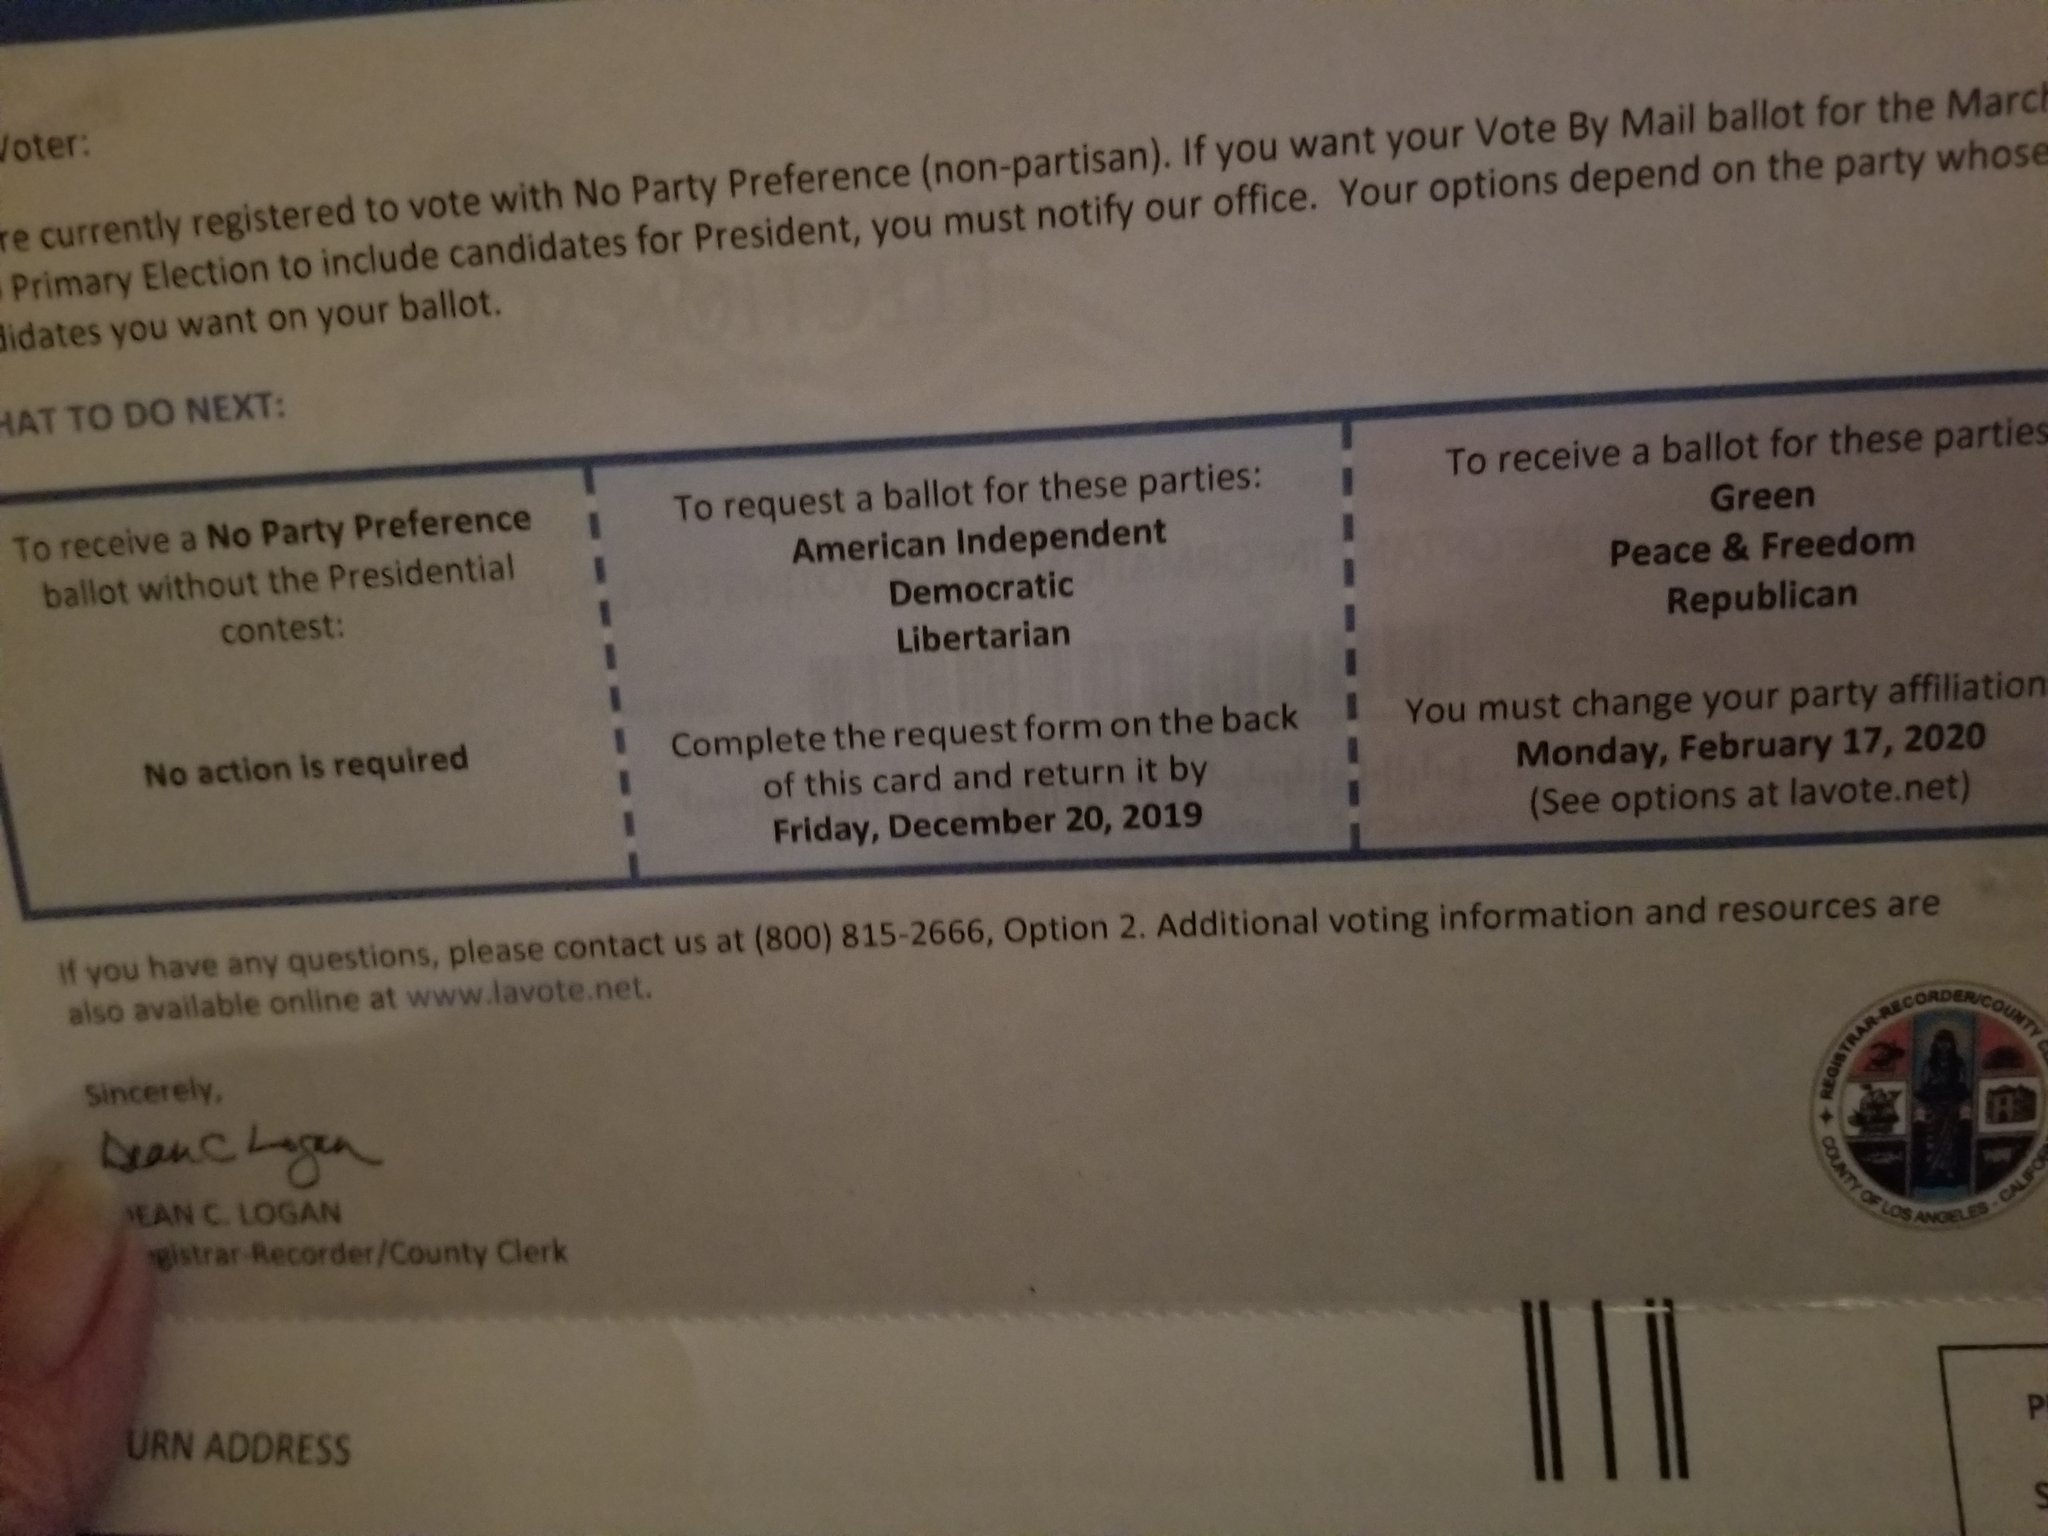 Voter:
re currently registered to vote with No Party Preference (non-partisan). If you want your Vote By Mail ballot for the March
Primary Election to include candidates for President, you must notify our office. Your options depend on the party whose
didates you want on your ballot.
HAT TO DO NEXT:
To receive a No Party Preference
ballot without the Presidential
contest:
No action is required
To request a ballot for these parties:
American Independent
Democratic
Libertarian
Complete the request form on the back
of this card and return it by
Friday, December 20, 2019
To receive a ballot for these parties
Green
Peace & Freedom
Republican
You must change your party affiliation
Monday, February 17, 2020
(See options at lavote.net)
If you have any questions, please contact us at (800) 815-2666, Option 2. Additional voting information and resources are
also available online at www.lavote.net.
Sincerely,
Dean C Logan
DEAN C. LOGAN
gistrar-Recorder/County Clerk
REGISTRAR-RECORDER/COUNTY C
COUNTY OF LOS ANGELES - CALIFOR
URN ADDRESS
P
S